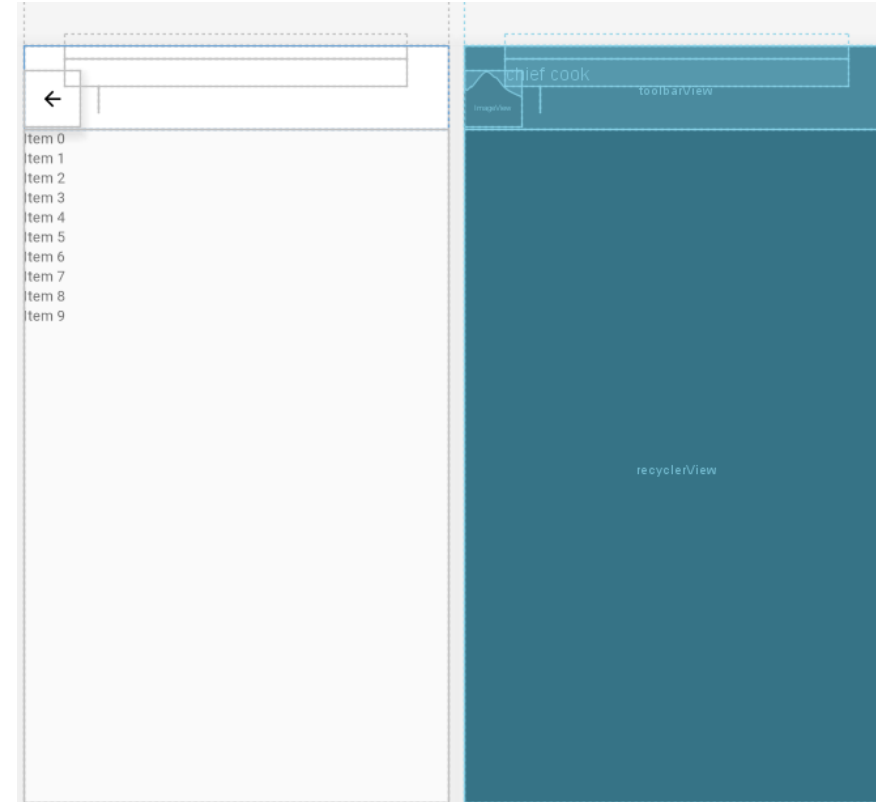 chief cook
toolbarView
ImageView
Item 0
Item 1
Item 2
Item 3
Item 4
Item 5
Item 6
Item 7
Item 8
Item 9
recyclerView